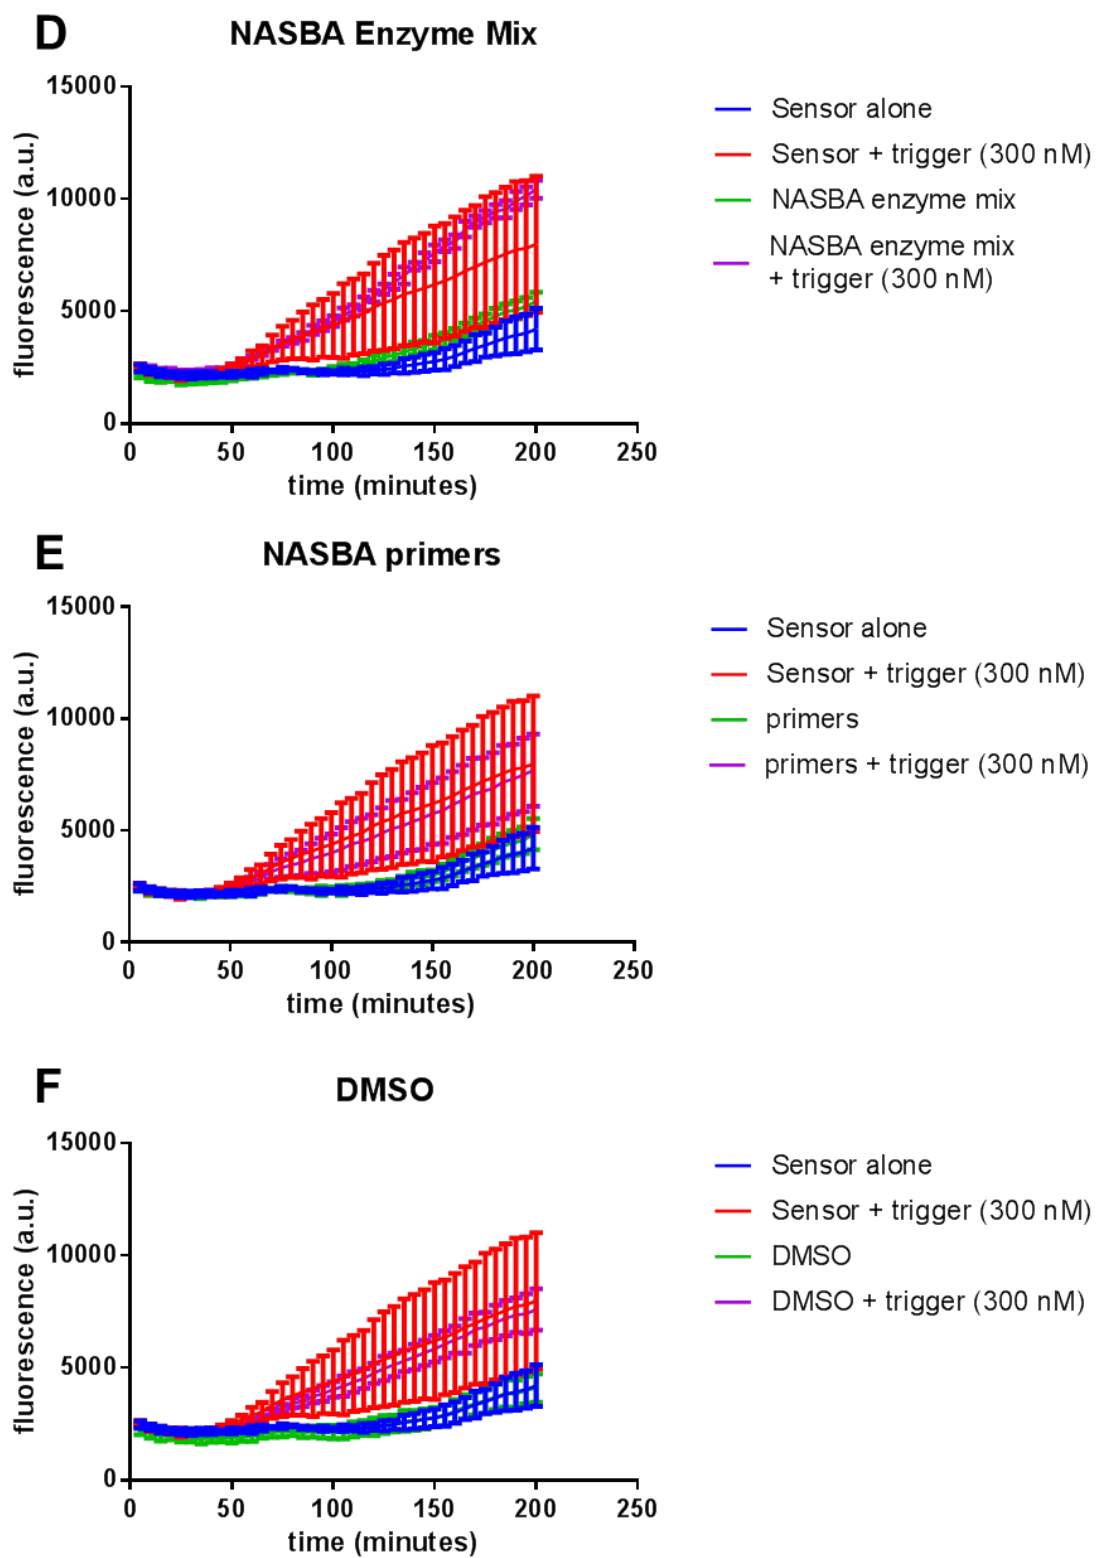 D
NASBA Enzyme Mix
15000
10000
5000
0
fluorescence (a.u.)
0 50 100 150 200 250
time (minutes)
Sensor alone
Sensor + trigger (300 nM)
NASBA enzyme mix
NASBA enzyme mix
+ trigger (300 nM)
E
NASBA primers
15000
10000
5000
0
fluorescence (a.u.)
0 50 100 150 200 250
time (minutes)
Sensor alone
Sensor + trigger (300 nM)
primers
primers + trigger (300 nM)
F
DMSO
15000
10000
5000
0
fluorescence (a.u.)
0 50 100 150 200 250
time (minutes)
Sensor alone
Sensor + trigger (300 nM)
DMSO
DMSO + trigger (300 nM)